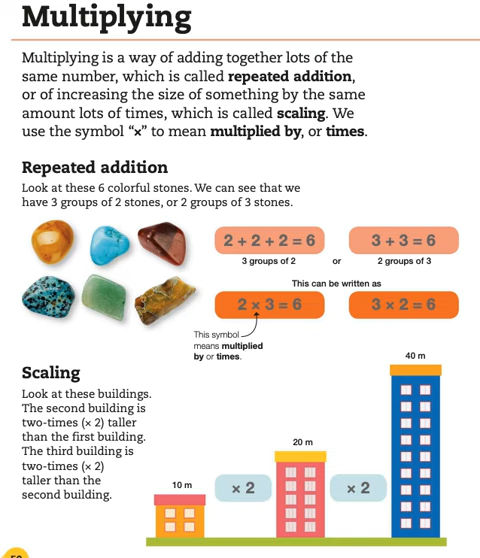 Multiplying
Multiplying is a way of adding together lots of the
same number, which is called repeated addition,
or of increasing the size of something by the same
amount lots of times, which is called scaling. We
use the symbol “×” to mean multiplied by, or times.
Repeated addition
Look at these 6 colorful stones. We can see that we
have 3 groups of 2 stones, or 2 groups of 3 stones.
2 + 2 + 2 = 6
3 + 3 = 6
3 groups of 2
or
2 groups of 3
This can be written as
2 × 3 = 6
3 × 2 = 6
This symbol
means multiplied
by or times.
Scaling
Look at these buildings.
The second building is
two-times (× 2) taller
than the first building.
The third building is
two-times (× 2)
taller than the
second building.
10 m
× 2
20 m
× 2
40 m